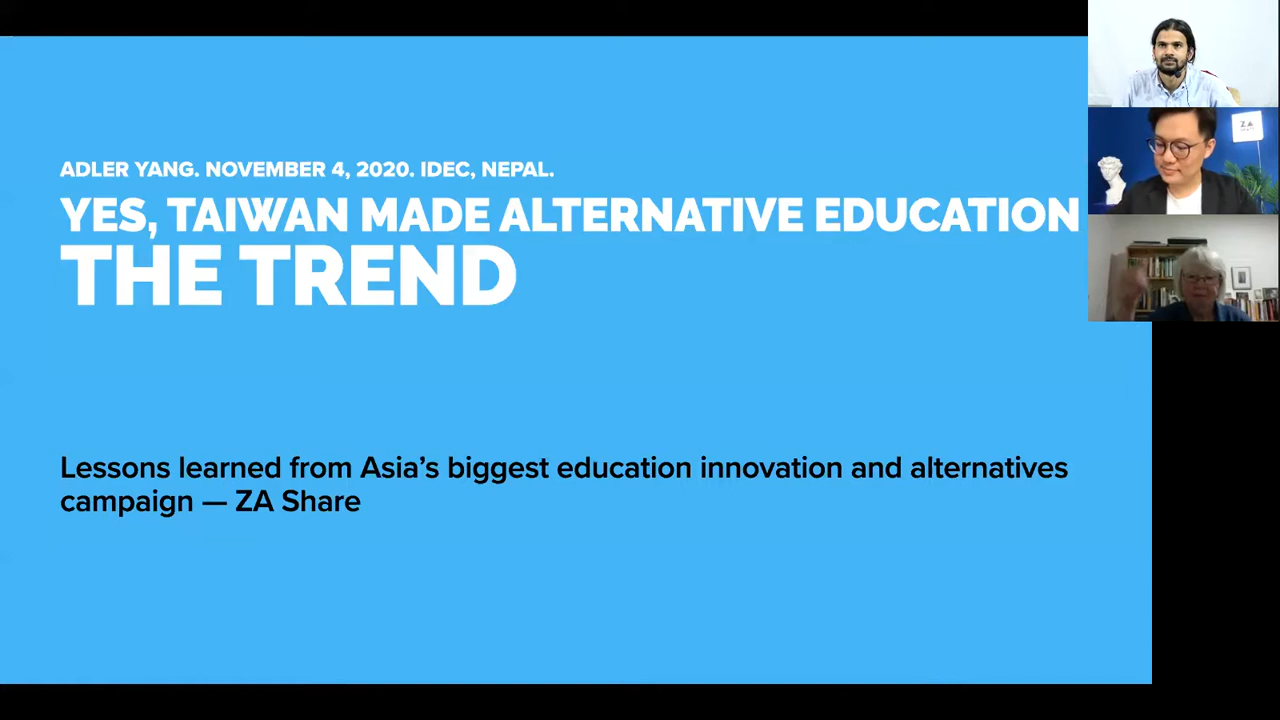 ADLER YANG. NOVEMBER 4, 2020. IDEC, NEPAL.
YES, TAIWAN MADE ALTERNATIVE EDUCATION
THE TREND
Lessons learned from Asia’s biggest education innovation and alternatives
campaign — ZA Share
ZA